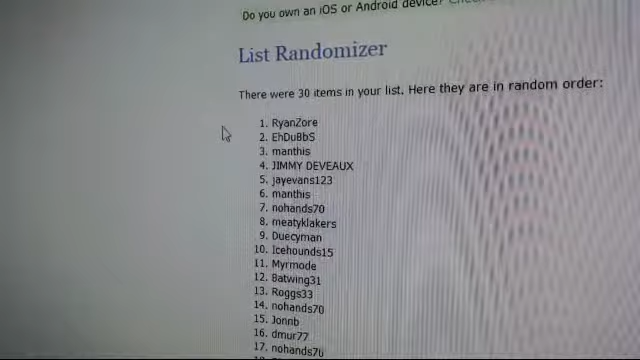 Do you own an iOS or Android device?
List Randomizer
There were 30 items in your list. Here they are in random order:
1. RyanZore
2. EhDuBbS
3. manthis
4. JIMMY DEVEAUX
5. jayevans123
6. manthis
7. nohands70
8. meatyklakers
9. Duecyman
10. Icehounds15
11. Myrmode
12. Batwing31
13. Roggs33
14. nohands70
15. Jonnb
16. dmur77
17. nohands70